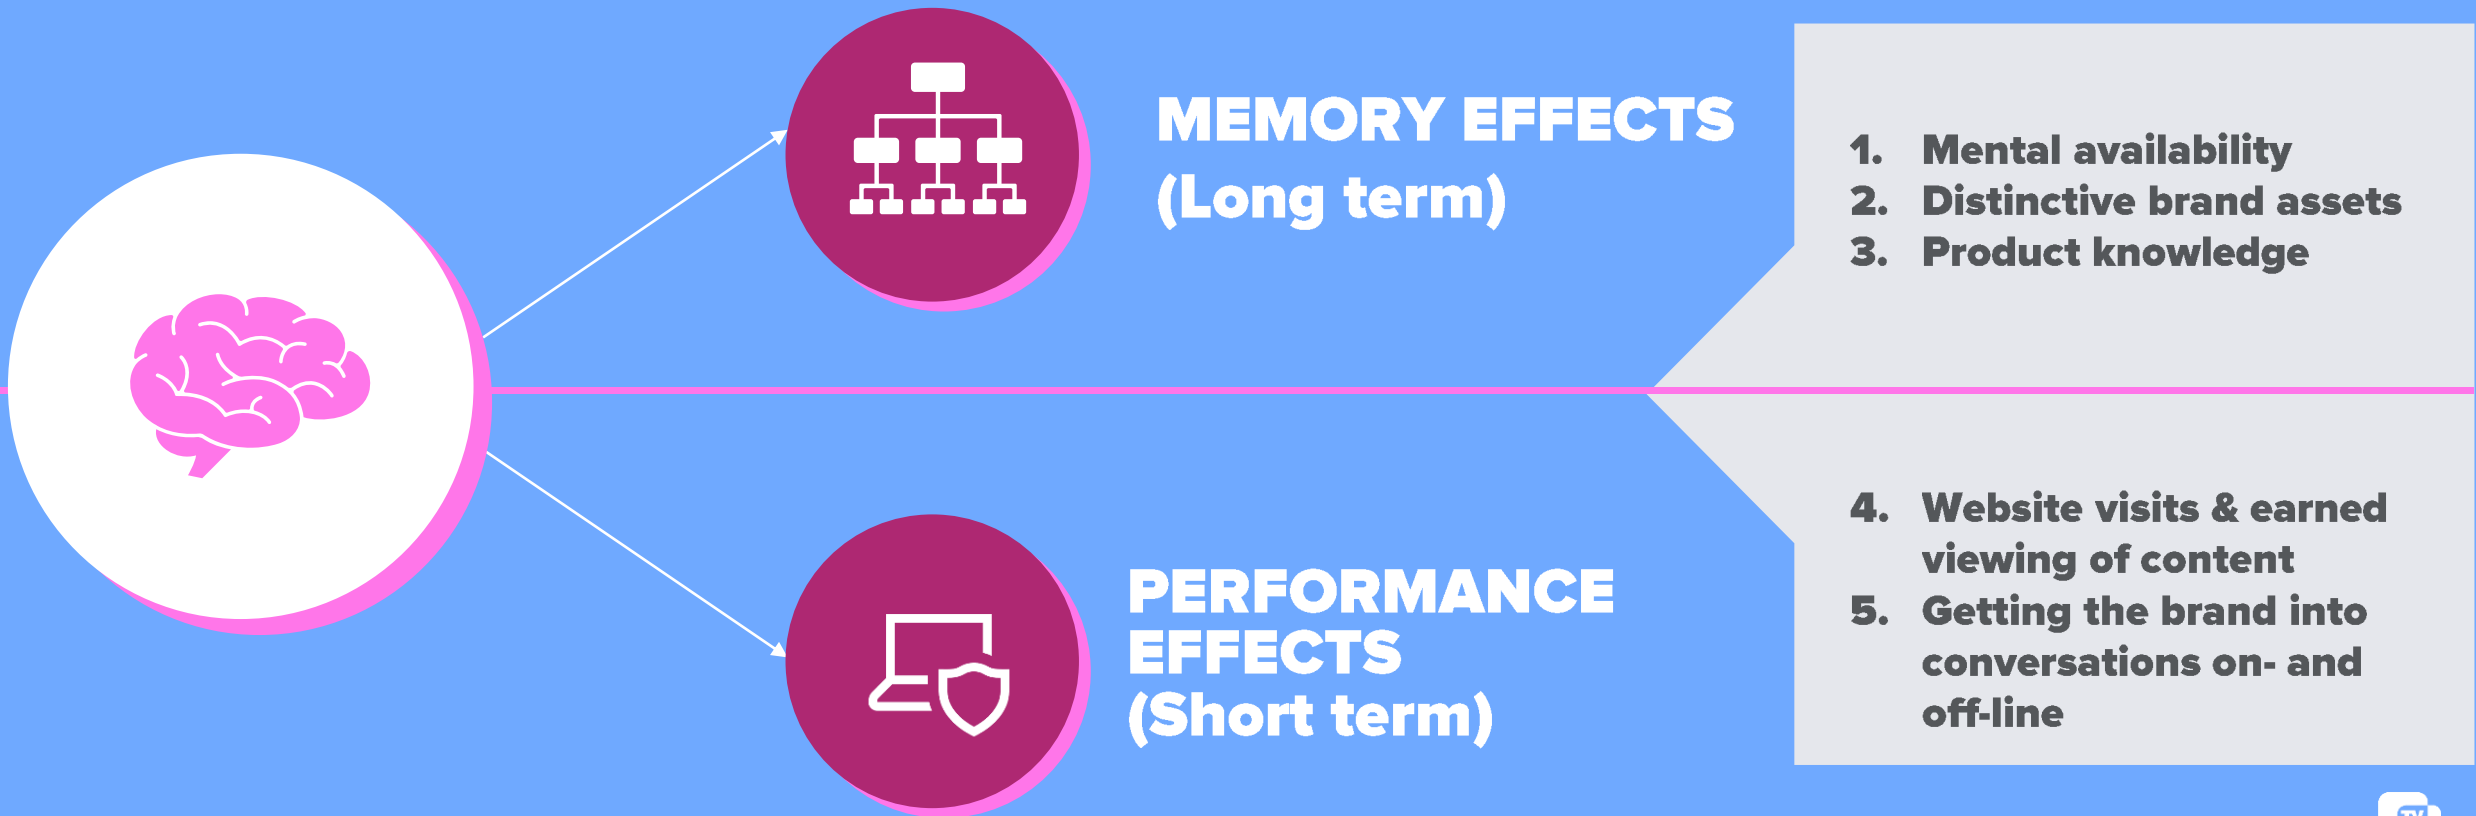 MEMORY EFFECTS
(Long term)
1. Mental availability
2. Distinctive brand assets
3. Product knowledge
PERFORMANCE
EFFECTS
(Short term)
4. Website visits & earned
viewing of content
5. Getting the brand into
conversations on- and
off-line